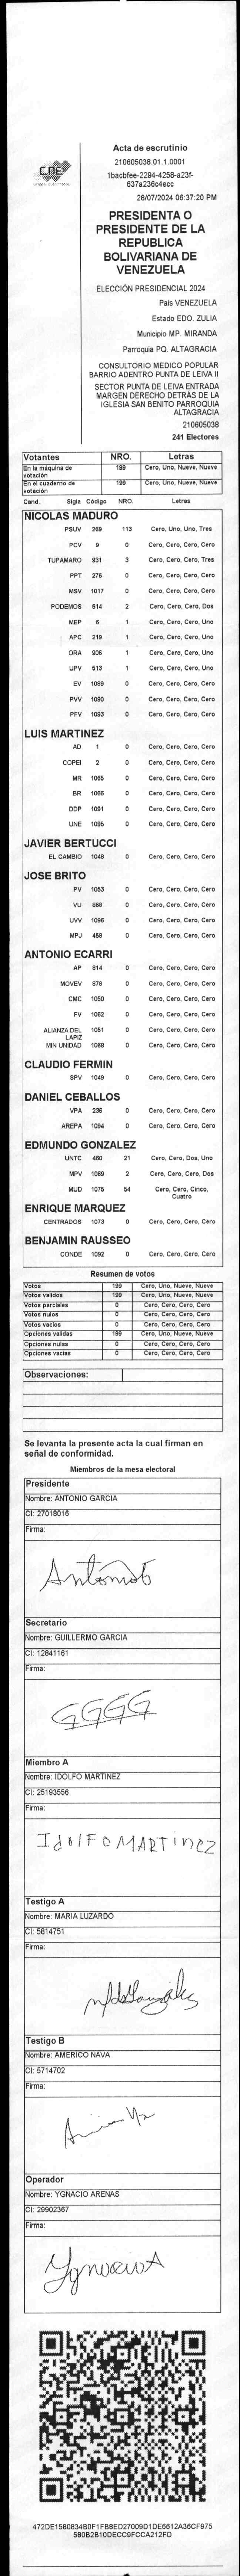 Acta de escrutinio
210605038.01.1.0001
1bacbfee-2294-4258-a23f-
637a236c4ecc
28/07/2024 06:37:20 PM
CNE
PRESIDENTA O
PRESIDENTE DE LA
REPUBLICA
BOLIVARIANA DE
VENEZUELA
ELECCIÓN PRESIDENCIAL 2024
Pais VENEZUELA
Estado EDO. ZULIA
Municipio MP. MIRANDA
Parroquia PQ. ALTAGRACIA
CONSULTORIO MEDICO POPULAR
BARRIO ADENTRO PUNTA DE LEIVA II
SECTOR PUNTA DE LEIVA ENTRADA
MARGEN DERECHO DETRÁS DE LA
IGLESIA SAN BENITO PARROQUIA
ALTAGRACIA
210605038
241 Electores
Votantes NRO. Letras
En la máquina de votación 199 Cero, Uno, Nueve, Nueve
En el cuaderno de votación 199 Cero, Uno, Nueve, Nueve
Cand. Sigla Código NRO. Letras
NICOLAS MADURO
PSUV 269 113 Cero, Uno, Uno, Tres
PCV 9 0 Cero, Cero, Cero, Cero
TUPAMARO 931 3 Cero, Cero, Cero, Tres
PPT 276 0 Cero, Cero, Cero, Cero
MSV 1017 0 Cero, Cero, Cero, Cero
PODEMOS 514 2 Cero, Cero, Cero, Dos
MEP 6 1 Cero, Cero, Cero, Uno
APC 219 1 Cero, Cero, Cero, Uno
ORA 906 1 Cero, Cero, Cero, Uno
UPV 513 1 Cero, Cero, Cero, Uno
EV 1089 0 Cero, Cero, Cero, Cero
PVV 1090 0 Cero, Cero, Cero, Cero
PFV 1093 0 Cero, Cero, Cero, Cero
LUIS MARTINEZ
AD 1 0 Cero, Cero, Cero, Cero
COPEI 2 0 Cero, Cero, Cero, Cero
MR 1065 0 Cero, Cero, Cero, Cero
BR 1066 0 Cero, Cero, Cero, Cero
DDP 1091 0 Cero, Cero, Cero, Cero
UNE 1095 0 Cero, Cero, Cero, Cero
JAVIER BERTUCCI
EL CAMBIO 1048 0 Cero, Cero, Cero, Cero
JOSE BRITO
PV 1053 0 Cero, Cero, Cero, Cero
VU 868 0 Cero, Cero, Cero, Cero
UVV 1096 0 Cero, Cero, Cero, Cero
MPJ 458 0 Cero, Cero, Cero, Cero
ANTONIO ECARRI
AP 814 0 Cero, Cero, Cero, Cero
MOVEV 878 0 Cero, Cero, Cero, Cero
CMC 1050 0 Cero, Cero, Cero, Cero
FV 1062 0 Cero, Cero, Cero, Cero
ALIANZA DEL LAPIZ 1051 0 Cero, Cero, Cero, Cero
MIN UNIDAD 1068 0 Cero, Cero, Cero, Cero
CLAUDIO FERMIN
SPV 1049 0 Cero, Cero, Cero, Cero
DANIEL CEBALLOS
VPA 236 0 Cero, Cero, Cero, Cero
AREPA 1094 0 Cero, Cero, Cero, Cero
EDMUNDO GONZALEZ
UNTC 460 21 Cero, Cero, Dos, Uno
MPV 1069 2 Cero, Cero, Cero, Dos
MUD 1075 54 Cero, Cero, Cinco, Cuatro
ENRIQUE MARQUEZ
CENTRADOS 1073 0 Cero, Cero, Cero, Cero
BENJAMIN RAUSSEO
CONDE 1092 0 Cero, Cero, Cero, Cero
Resumen de votos
Votos 199 Cero, Uno, Nueve, Nueve
Votos validos 199 Cero, Uno, Nueve, Nueve
Votos parciales 0 Cero, Cero, Cero, Cero
Votos nulos 0 Cero, Cero, Cero, Cero
Votos vacios 0 Cero, Cero, Cero, Cero
Opciones validas 199 Cero, Uno, Nueve, Nueve
Opciones nulas 0 Cero, Cero, Cero, Cero
Opciones vacias 0 Cero, Cero, Cero, Cero
Observaciones:
Se levanta la presente acta la cual firman en
señal de conformidad.
Miembros de la mesa electoral
Presidente
Nombre: ANTONIO GARCIA
CI: 27018016
Firma:
Secretario
Nombre: GUILLERMO GARCIA
CI: 12841161
Firma:
GGGG
Miembro A
Nombre: IDOLFO MARTINEZ
CI: 25193556
Firma:
IdolFO MARTinez
Testigo A
Nombre: MARIA LUZARDO
CI: 5814751
Firma:
Testigo B
Nombre: AMERICO NAVA
CI: 5714702
Firma:
Operador
Nombre: YGNACIO ARENAS
CI: 29902367
Firma:
Ygnacio A
472DE1580834B0F1FB8ED27009D1DE6612A36CF975
580B2B10DECC9FCCA212FD